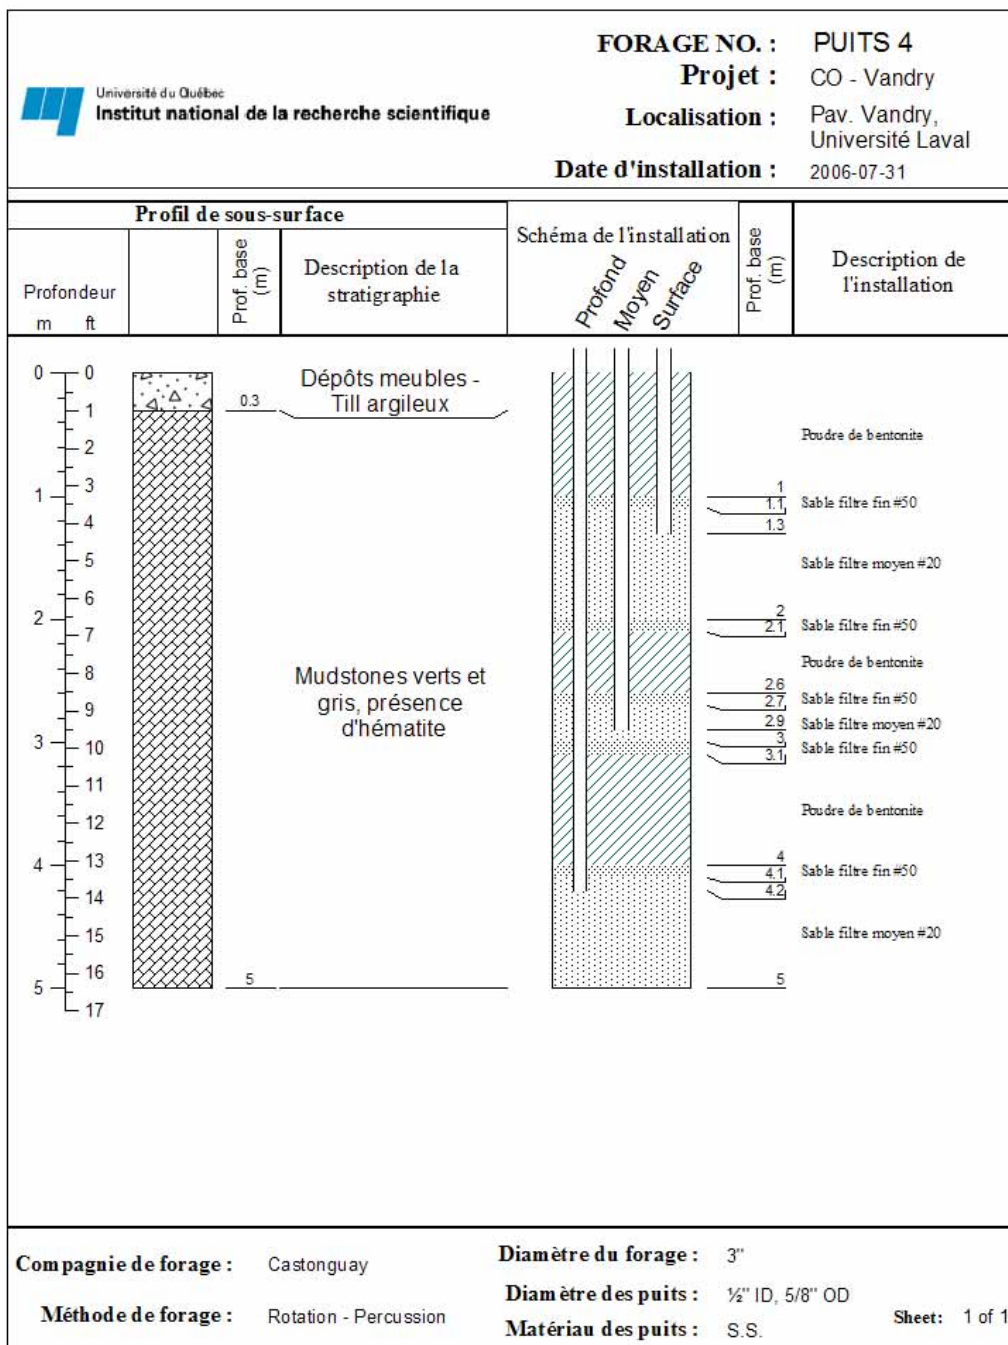 FORAGE NO. : PUITS 4
Université du Québec
Institut national de la recherche scientifique
Projet : CO - Vandry
Localisation : Pav. Vandry,
Université Laval
Date d'installation : 2006-07-31
Profil de sous-surface
Profondeur
m ft
Prof. base
(m)
Description de la
stratigraphie
Schéma de l'installation
Profond
Moyen
Surface
Prof. base
(m)
Description de
l'installation
0 0
1
2
3
1
4
5
6
2
7
8
9
3
10
11
12
4 13
14
15
16
5
17
0.3
5
Dépôts meubles -
Till argileux
Mudstones verts et
gris, présence
d'hématite
1
1.1
1.3
2
2.1
2.6
2.7
2.9
3
3.1
4
4.1
4.2
5
Poudre de bentonite
Sable filtre fin #50
Sable filtre moyen #20
Sable filtre fin #50
Poudre de bentonite
Sable filtre fin #50
Sable filtre moyen #20
Sable filtre fin #50
Poudre de bentonite
Sable filtre fin #50
Sable filtre moyen #20
Compagnie de forage : Castonguay
Méthode de forage : Rotation - Percussion
Diamètre du forage : 3"
Diamètre des puits : ½" ID, 5/8" OD
Matériau des puits : S.S.
Sheet: 1 of 1